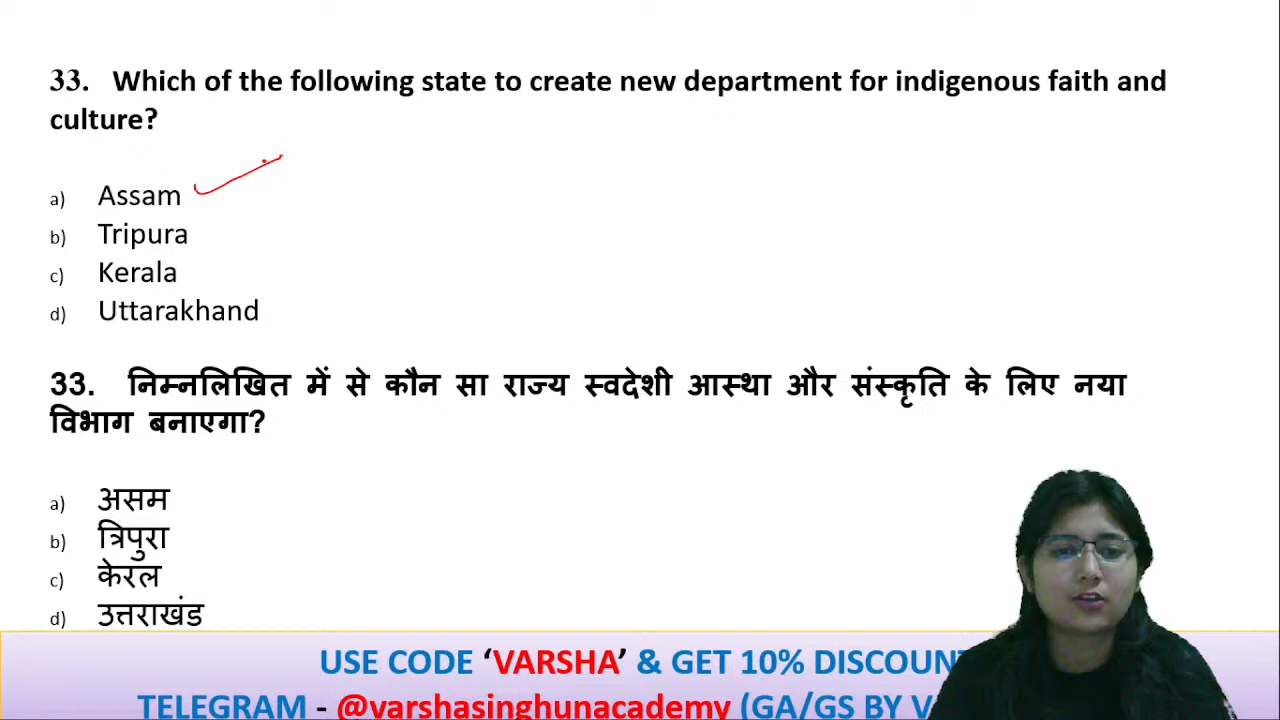 33. Which of the following state to create new department for indigenous faith and
culture?
a) Assam
b) Tripura
c) Kerala
d) Uttarakhand
33. निम्नलिखित में से कौन सा राज्य स्वदेशी आस्था और संस्कृति के लिए नया
विभाग बनाएगा?
a) असम
b) त्रिपुरा
c) केरल
d) उत्तराखंड
USE CODE ‘VARSHA’ & GET 10% DISCOUNT
TELEGRAM - @varshasinghunacademy (GA/GS BY